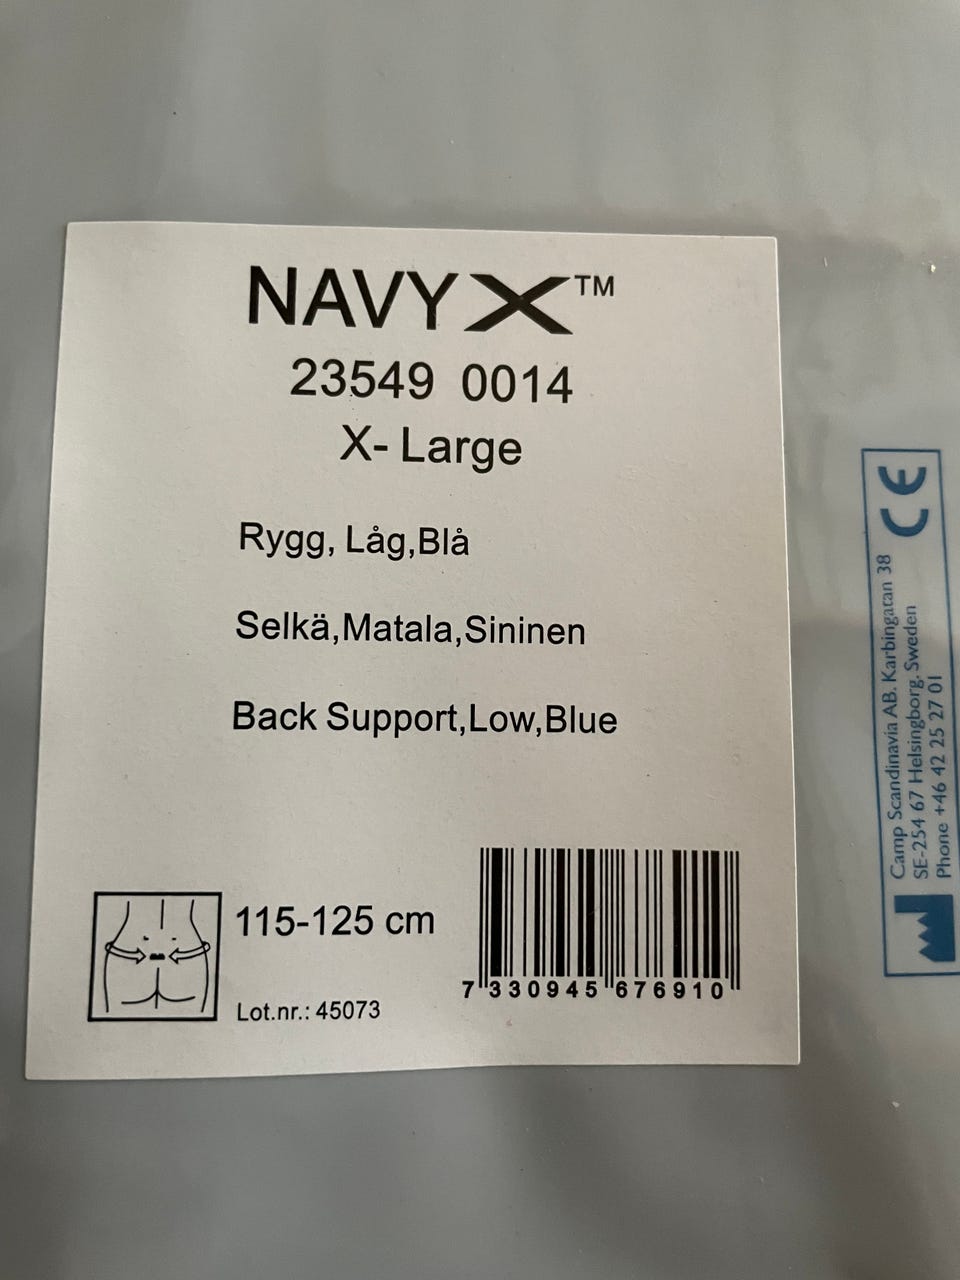 NAVY X™
23549 0014
X- Large
Rygg, Låg,Blå
Selkä,Matala,Sininen
Back Support,Low,Blue
115-125 cm
Lot.nr.: 45073
7 330945 676910
CE
Camp Scandinavia AB. Karbingatan 38
SE-254 67 Helsingborg. Sweden
Phone +46 42 25 27 01